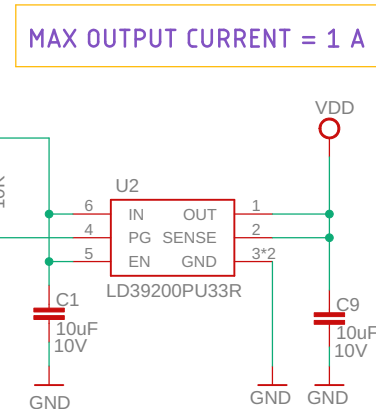 MAX OUTPUT CURRENT = 1 A
VDD
U2
6 IN OUT 1
4 PG SENSE 2
5 EN GND 3*2
LD39200PU33R
C1
10uF
10V
C9
10uF
10V
GND
GND
GND